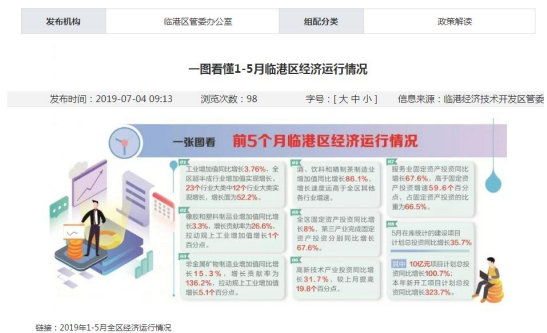 发布机构
临港区管委办公室
组配分类
政策解读
一图看懂1-5月临港区经济运行情况
发布时间：2019-07-04 09:13
浏览次数：98
字号：[ 大 中 小 ]
信息来源：临港经济技术开发区管委
一张图看 前5个月临港区经济运行情况
工业增加值同比增长3.76%，全
区超半成行业增加值实现增长，
23个行业大类中12个行业大类实
现增长，增长面为52.2%。
橡胶和塑料制品业增加值同比增
长3.3%，增长贡献率为26.6%，
拉动规上工业增加值增长1个
百分点。
非金属矿物制造业增加值同比增
长15.3%，增长贡献率为
136.2%，拉动规上工业增加值
增长5.1个百分点。
酒、饮料和精制茶制造业
增加值同比增长86.1%，
增长速度远高于全区其他
各行业增速。
全区固定资产投资同比增
长8%，第三产业完成固定
资产投资分别同比增长
67.6%。
高新技术产业投资同比增
长31.7%，较上月提高
19.8个百分点。
服务业固定资产投资同比
增长67.6%，高于固定资
产投资增速59.6个百分
点，占固定资产投资的比
重为66.5%。
5月在库统计的建设项目
计划总投资同比增长35.7%
其中 10亿元项目计划总投
资同比增长100.7%；
本年新开工项目计划总投
资同比增长323.7%。
链接：2019年1-5月全区经济运行情况